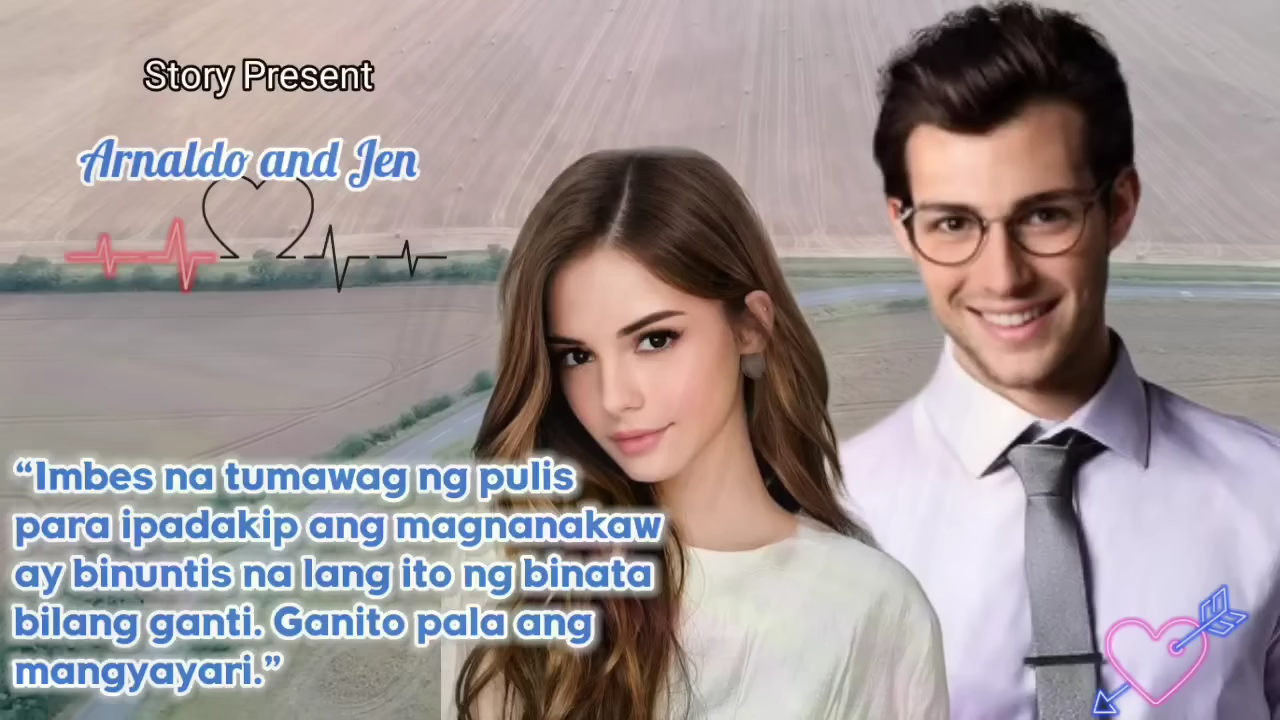 Story Present
Arnaldo and Jen
“Imbes na tumawag ng pulis
para ipadakip ang magnanakaw
ay binuntis na lang ito ng binata
bilang ganti. Ganito pala ang
mangyayari.”